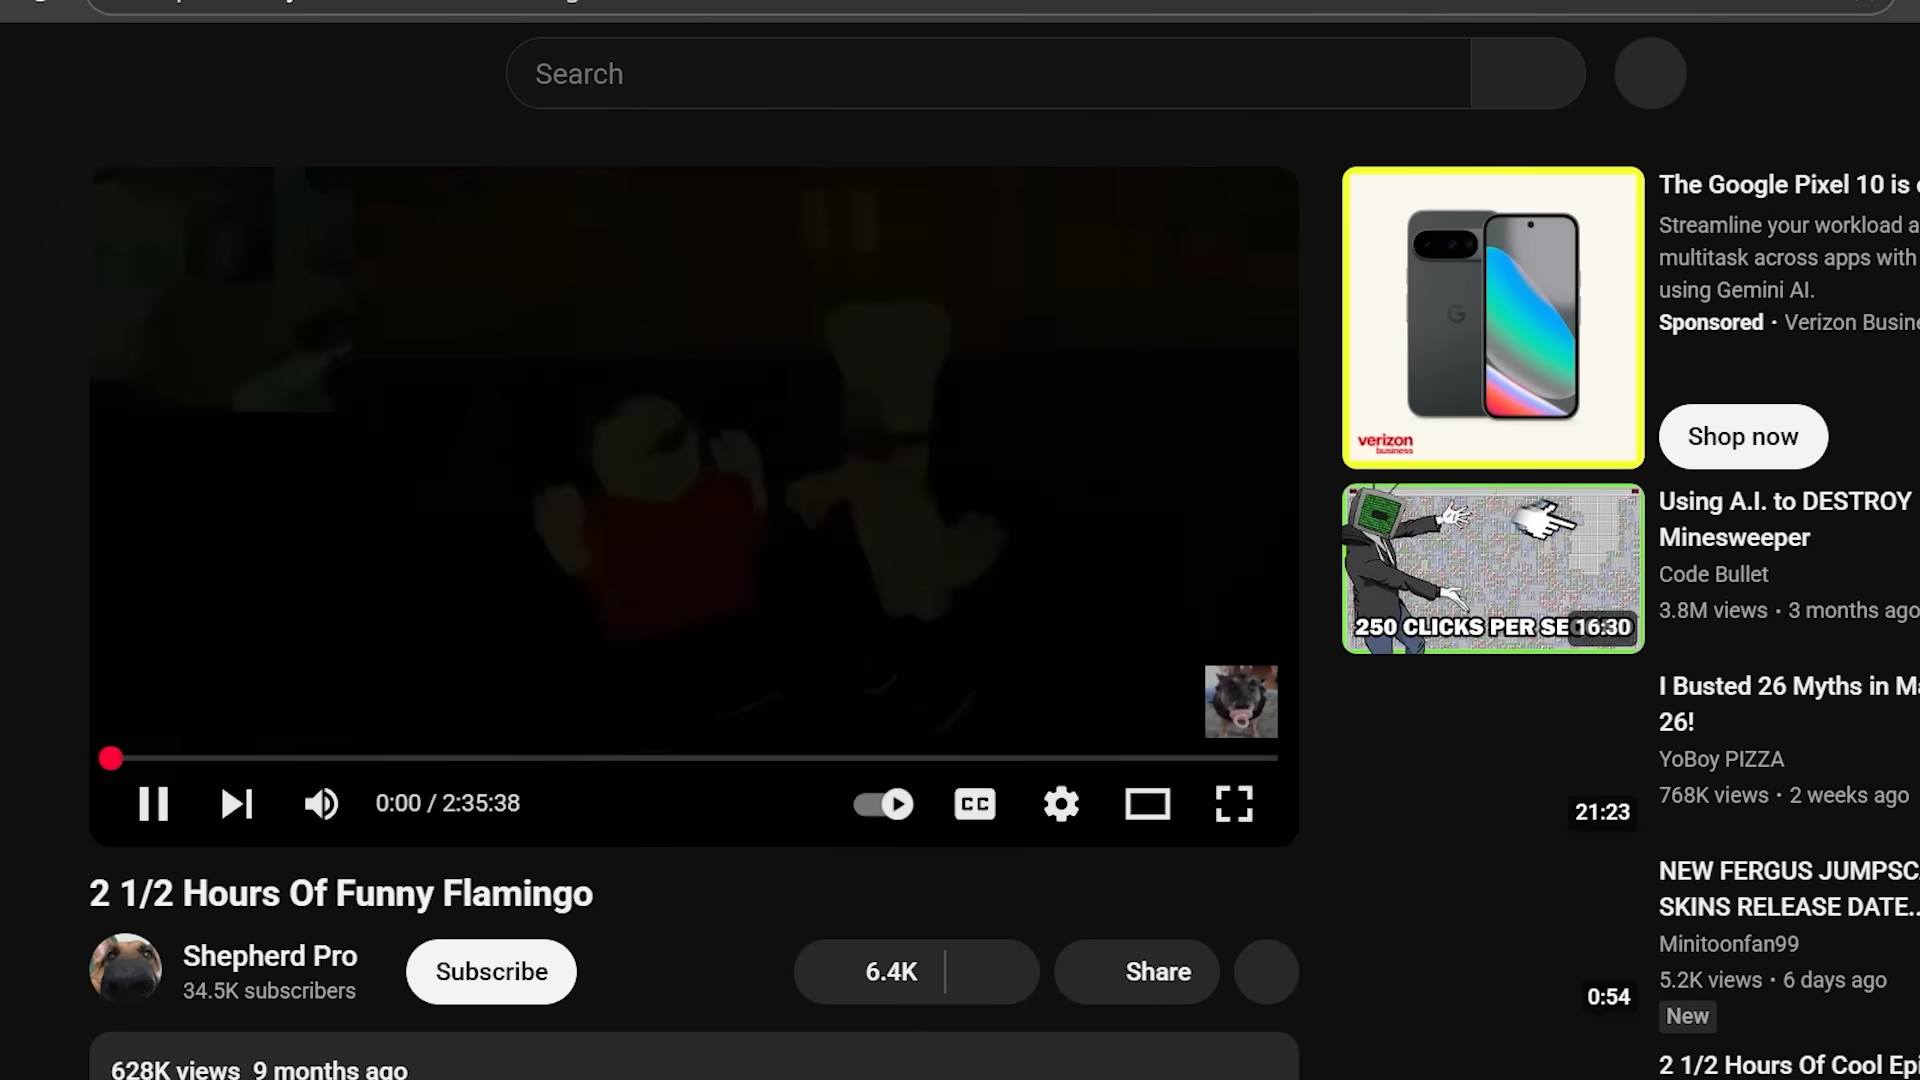 Search
The Google Pixel 10 is
Streamline your workload a
multitask across apps with
using Gemini AI.
Sponsored · Verizon Busine
Shop now
verizon
business
Using A.I. to DESTROY
Minesweeper
Code Bullet
3.8M views · 3 months ago
250 CLICKS PER SE 16:30
I Busted 26 Myths in Ma
26!
YoBoy PIZZA
768K views · 2 weeks ago
21:23
NEW FERGUS JUMPSC
SKINS RELEASE DATE..
Minitoonfan99
5.2K views · 6 days ago
0:54
New
2 1/2 Hours Of Cool Epi
0:00 / 2:35:38
CC
2 1/2 Hours Of Funny Flamingo
Shepherd Pro
34.5K subscribers
Subscribe
6.4K
Share
628K views 9 months ago